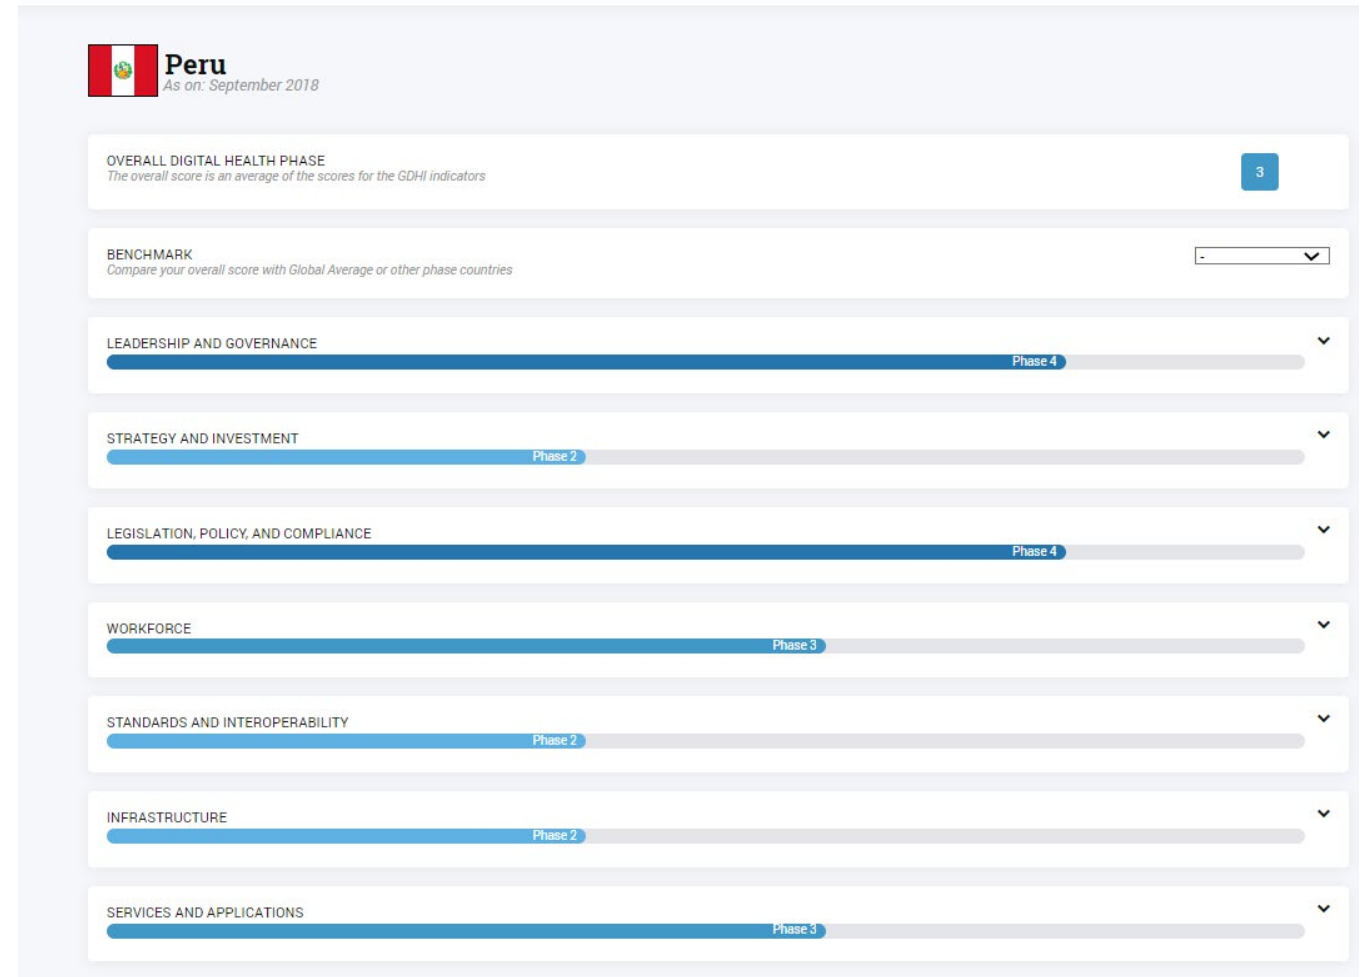 Peru
As on: September 2018
OVERALL DIGITAL HEALTH PHASE
The overall score is an average of the scores for the GDHI indicators
3
BENCHMARK
Compare your overall score with Global Average or other phase countries
-
LEADERSHIP AND GOVERNANCE
Phase 4
STRATEGY AND INVESTMENT
Phase 2
LEGISLATION, POLICY, AND COMPLIANCE
Phase 4
WORKFORCE
Phase 3
STANDARDS AND INTEROPERABILITY
Phase 2
INFRASTRUCTURE
Phase 2
SERVICES AND APPLICATIONS
Phase 3